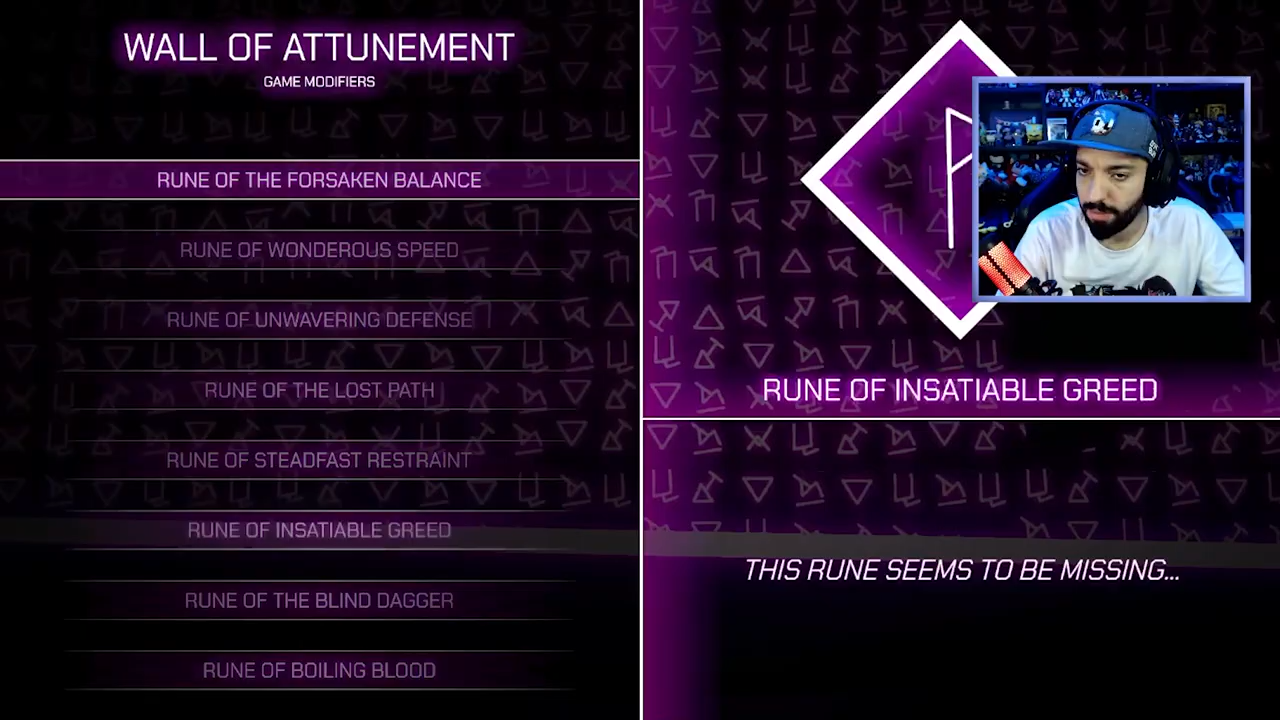 WALL OF ATTUNEMENT
GAME MODIFIERS
RUNE OF THE FORSAKEN BALANCE
RUNE OF WONDEROUS SPEED
RUNE OF UNWAVERING DEFENSE
RUNE OF THE LOST PATH
RUNE OF STEADFAST RESTRAINT
RUNE OF INSATIABLE GREED
RUNE OF THE BLIND DAGGER
RUNE OF BOILING BLOOD
RUNE OF INSATIABLE GREED
THIS RUNE SEEMS TO BE MISSING...